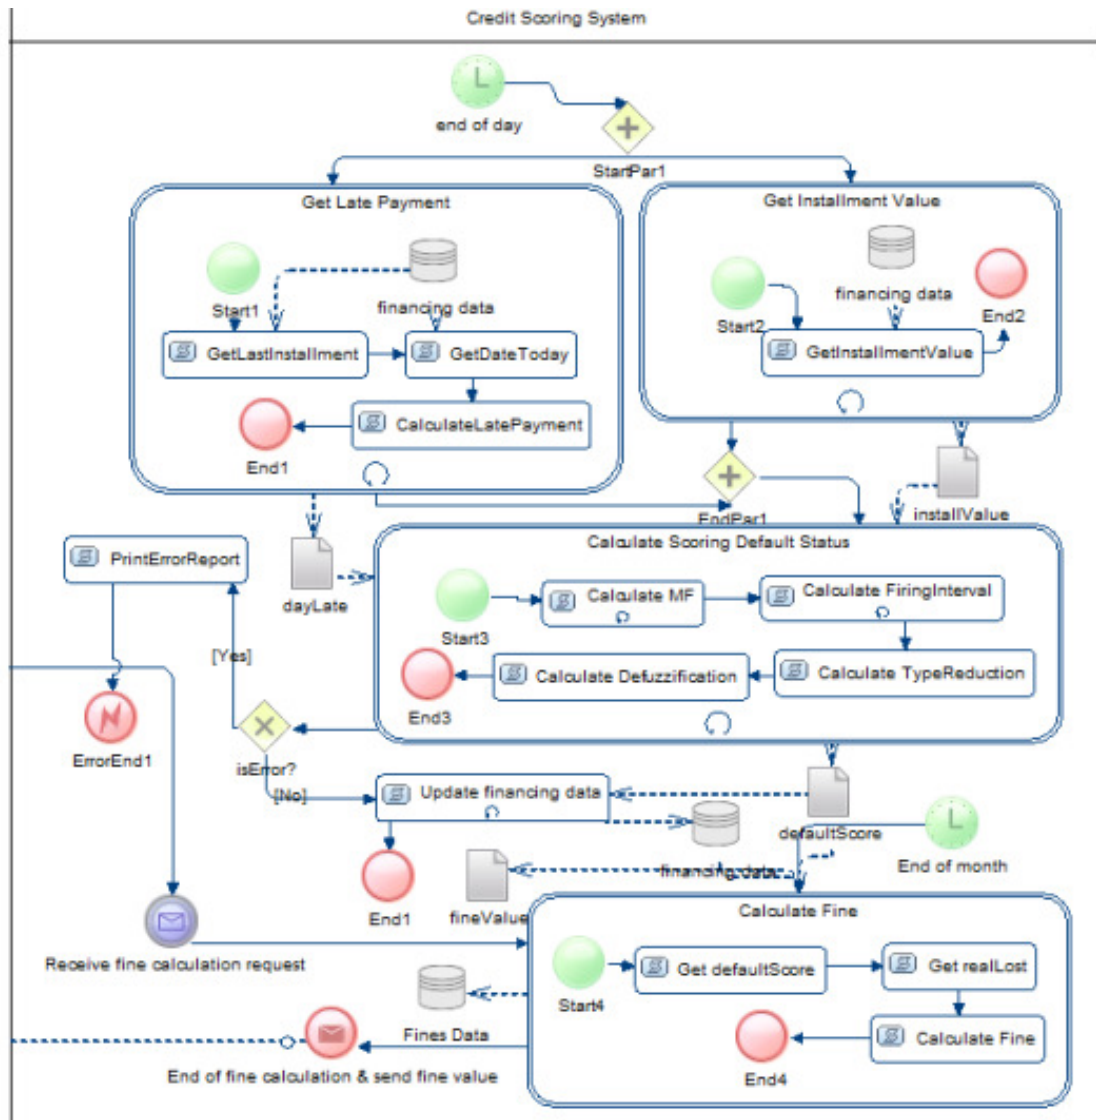 Credit Scoring System
end of day
StartPar1
Get Late Payment
Get Installment Value
Start1
financing data
financing data
Start2
End2
GetLastInstallment
GetDateToday
GetInstallmentValue
CalculateLatePayment
End1
EndPar1
installValue
PrintErrorReport
Calculate Scoring Default Status
dayLate
Calculate MF
Calculate FiringInterval
Start3
[Yes]
Calculate Defuzzification
Calculate TypeReduction
End3
ErrorEnd1
isError?
[No]
Update financing data
defaultScore
End of month
financing data
End1
fineValue
Calculate Fine
Receive fine calculation request
Get defaultScore
Get realLost
Start4
Fines Data
Calculate Fine
End4
End of fine calculation & send fine value